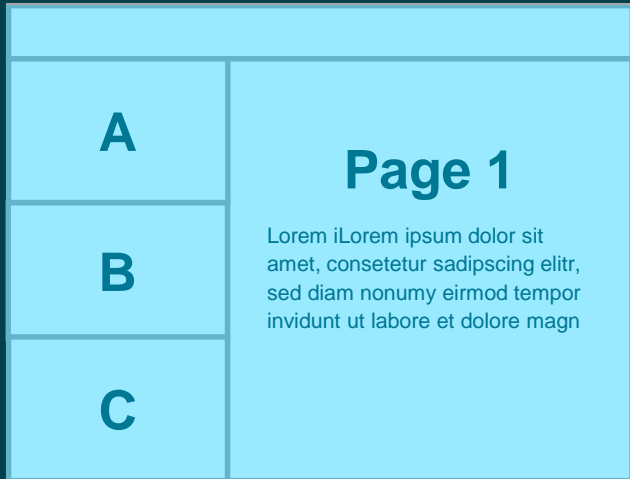 A
B
C
Page 1
Lorem iLorem ipsum dolor sit
amet, consetetur sadipscing elitr,
sed diam nonumy eirmod tempor
invidunt ut labore et dolore magn